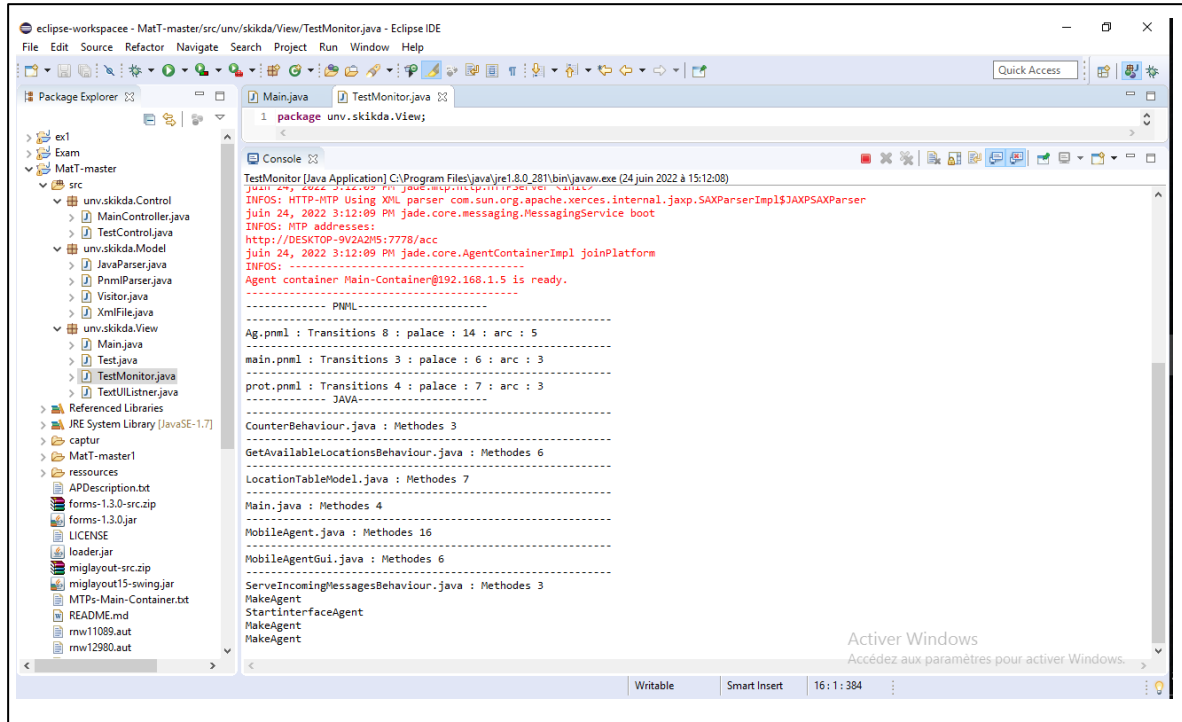 eclipse-workspacee - MatT-master/src/unv/skikda/View/TestMonitor.java - Eclipse IDE
File Edit Source Refactor Navigate Search Project Run Window Help
Quick Access
Package Explorer
ex1
Exam
MatT-master
src
unv.skikda.Control
MainController.java
TestControl.java
unv.skikda.Model
JavaParser.java
PnmlParser.java
Visitor.java
XmlFile.java
unv.skikda.View
Main.java
Test.java
TestMonitor.java
TextUIListner.java
Referenced Libraries
JRE System Library [JavaSE-1.7]
captur
MatT-master1
ressources
APDescription.txt
forms-1.3.0-src.zip
forms-1.3.0.jar
LICENSE
loader.jar
miglayout-src.zip
miglayout15-swing.jar
MTPs-Main-Container.txt
README.md
rnw11089.aut
rnw12980.aut
Main.java TestMonitor.java
1 package unv.skikda.View;
Console
TestMonitor [Java Application] C:\Program Files\java\jre1.8.0_281\bin\javaw.exe (24 juin 2022 à 15:12:08)
juin 24, 2022 3:12:09 PM jade.mtp.http.HTTPServer <init>
INFOS: HTTP-MTP Using XML parser com.sun.org.apache.xerces.internal.jaxp.SAXParserImpl$JAXPSAXParser
juin 24, 2022 3:12:09 PM jade.core.messaging.MessagingService boot
INFOS: MTP addresses:
http://DESKTOP-9V2A2M5:7778/acc
juin 24, 2022 3:12:09 PM jade.core.AgentContainerImpl joinPlatform
INFOS: --------------------------------------
Agent container Main-Container@192.168.1.5 is ready.
--------------------------------------------
------------- PNML---------------------
-----------------------------------------------------------
Ag.pnml : Transitions 8 : palace : 14 : arc : 5
-----------------------------------------------------------
main.pnml : Transitions 3 : palace : 6 : arc : 3
-----------------------------------------------------------
prot.pnml : Transitions 4 : palace : 7 : arc : 3
------------- JAVA---------------------
-----------------------------------------------------------
CounterBehaviour.java : Methodes 3
-----------------------------------------------------------
GetAvailableLocationsBehaviour.java : Methodes 6
-----------------------------------------------------------
LocationTableModel.java : Methodes 7
-----------------------------------------------------------
Main.java : Methodes 4
-----------------------------------------------------------
MobileAgent.java : Methodes 16
-----------------------------------------------------------
MobileAgentGui.java : Methodes 6
-----------------------------------------------------------
ServeIncomingMessagesBehaviour.java : Methodes 3
MakeAgent
StartinterfaceAgent
MakeAgent
MakeAgent
Activer Windows
Accédez aux paramètres pour activer Windows.
Writable Smart Insert 16 : 1 : 384